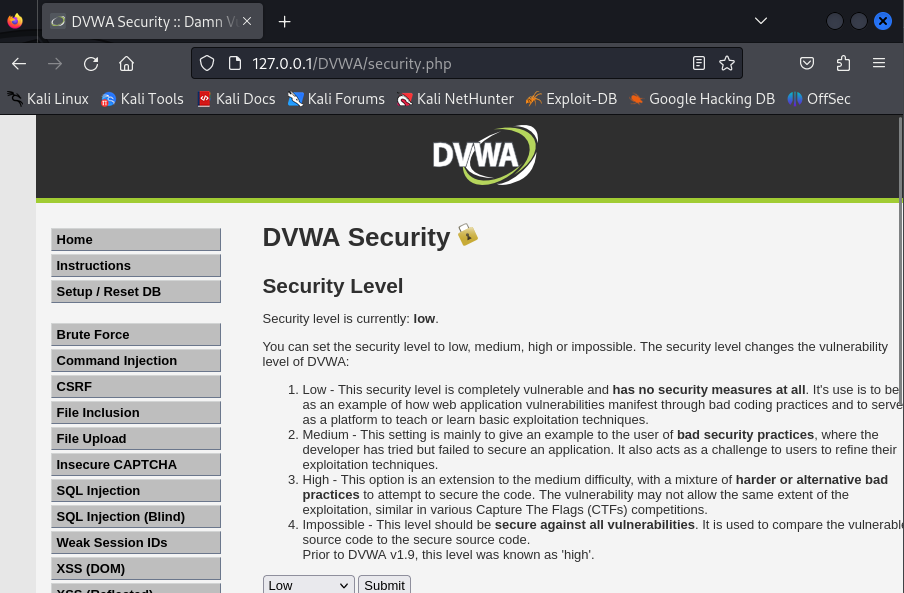 DVWA Security :: Damn V
127.0.0.1/DVWA/security.php
Kali Linux Kali Tools Kali Docs Kali Forums Kali NetHunter Exploit-DB Google Hacking DB OffSec
DVWA
Home
Instructions
Setup / Reset DB
Brute Force
Command Injection
CSRF
File Inclusion
File Upload
Insecure CAPTCHA
SQL Injection
SQL Injection (Blind)
Weak Session IDs
XSS (DOM)
XSS (Reflected)
DVWA Security
Security Level
Security level is currently: low.
You can set the security level to low, medium, high or impossible. The security level changes the vulnerability
level of DVWA:
1. Low - This security level is completely vulnerable and has no security measures at all. It's use is to be
as an example of how web application vulnerabilities manifest through bad coding practices and to serve
as a platform to teach or learn basic exploitation techniques.
2. Medium - This setting is mainly to give an example to the user of bad security practices, where the
developer has tried but failed to secure an application. It also acts as a challenge to users to refine their
exploitation techniques.
3. High - This option is an extension to the medium difficulty, with a mixture of harder or alternative bad
practices to attempt to secure the code. The vulnerability may not allow the same extent of the
exploitation, similar in various Capture The Flags (CTFs) competitions.
4. Impossible - This level should be secure against all vulnerabilities. It is used to compare the vulnerable
source code to the secure source code.
Prior to DVWA v1.9, this level was known as 'high'.
Low Submit